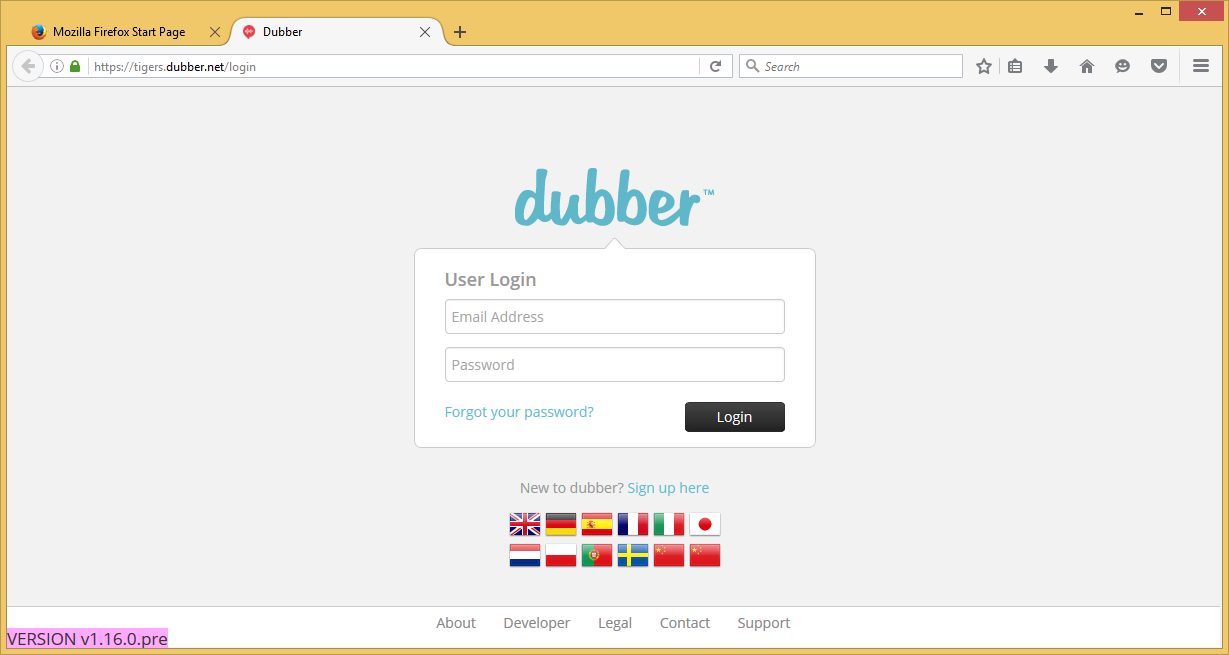 Mozilla Firefox Start Page
Dubber
https://tigers.dubber.net/login
Search
dubber™
User Login
Email Address
Password
Forgot your password?
Login
New to dubber? Sign up here
About Developer Legal Contact Support
VERSION v1.16.0.pre